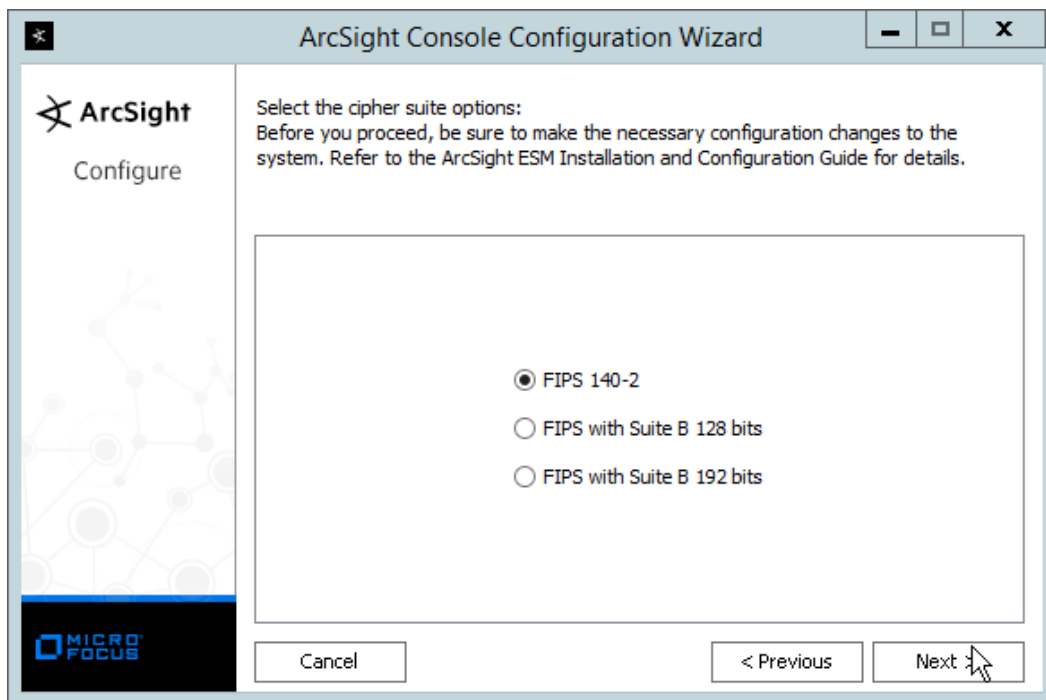 ArcSight Console Configuration Wizard
ArcSight
Configure
Select the cipher suite options:
Before you proceed, be sure to make the necessary configuration changes to the
system. Refer to the ArcSight ESM Installation and Configuration Guide for details.
FIPS 140-2
FIPS with Suite B 128 bits
FIPS with Suite B 192 bits
MICRO
FOCUS
Cancel
< Previous
Next